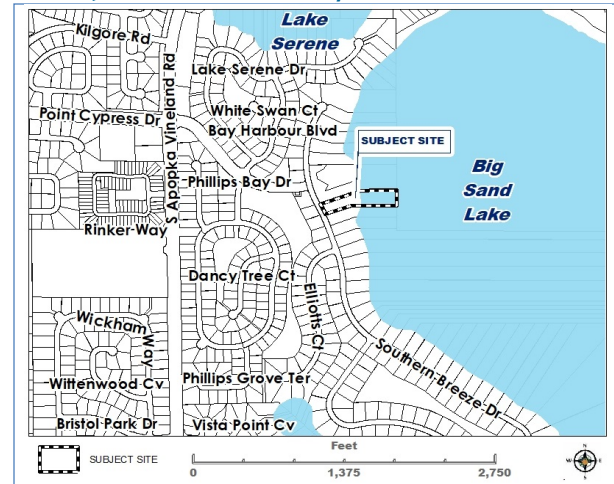 Lake
Serene
Kilgore Rd
Lake Serene Dr
S Apopka Vineland Rd
White Swan Ct
Point Cypress Dr
Bay Harbour Blvd
SUBJECT SITE
Big
Sand
Lake
Phillips Bay Dr
Rinker Way
Dancy Tree Ct
Elliotts Ct
Wickham Way
Southern Breeze Dr
Wittenwood Cv
Phillips Grove Ter
Bristol Park Dr
Vista Point Cv
SUBJECT SITE
Feet
0 1,375 2,750
N
W E
S